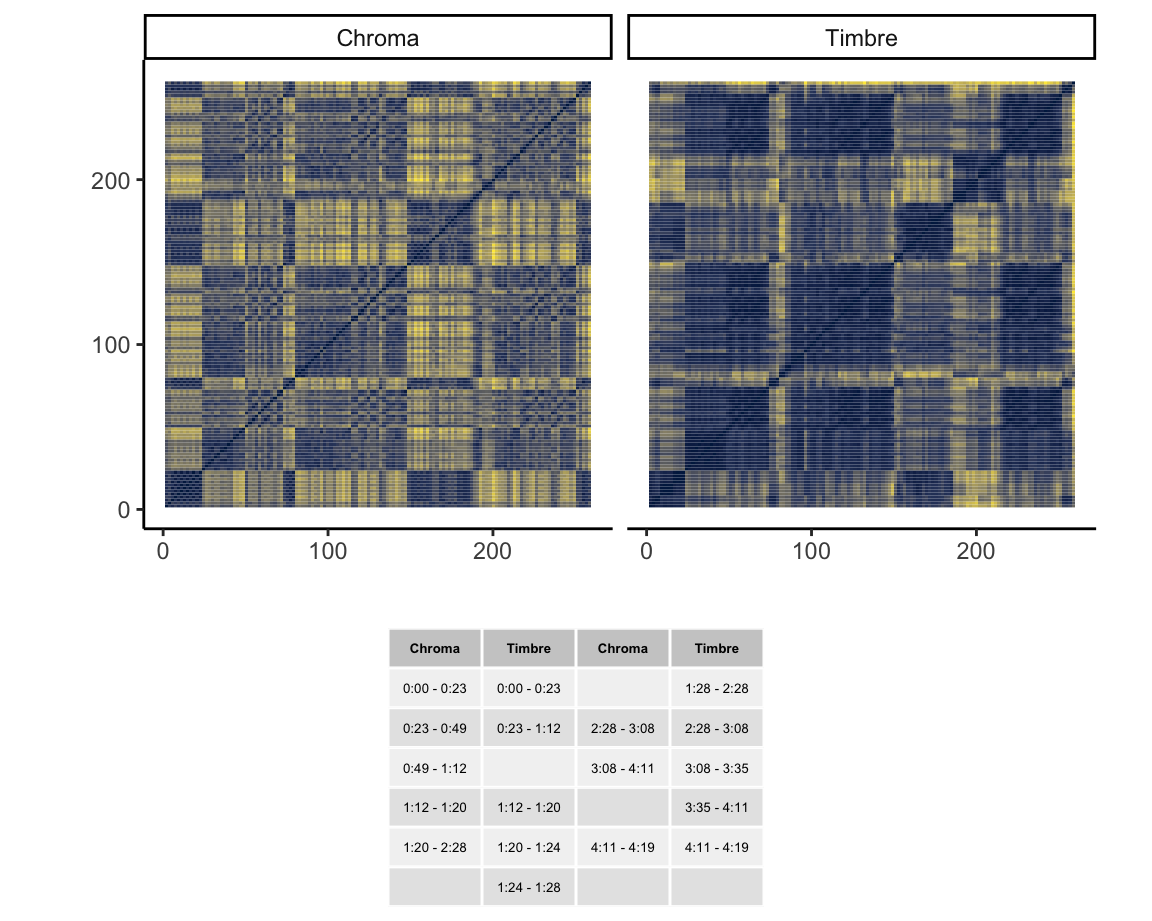 Chroma Timbre
200
100
0
0 100 200 0 100 200
Chroma Timbre Chroma Timbre
0:00 - 0:23 0:00 - 0:23 1:28 - 2:28
0:23 - 0:49 0:23 - 1:12 2:28 - 3:08 2:28 - 3:08
0:49 - 1:12 3:08 - 4:11 3:08 - 3:35
1:12 - 1:20 1:12 - 1:20 3:35 - 4:11
1:20 - 2:28 1:20 - 1:24 4:11 - 4:19 4:11 - 4:19
1:24 - 1:28